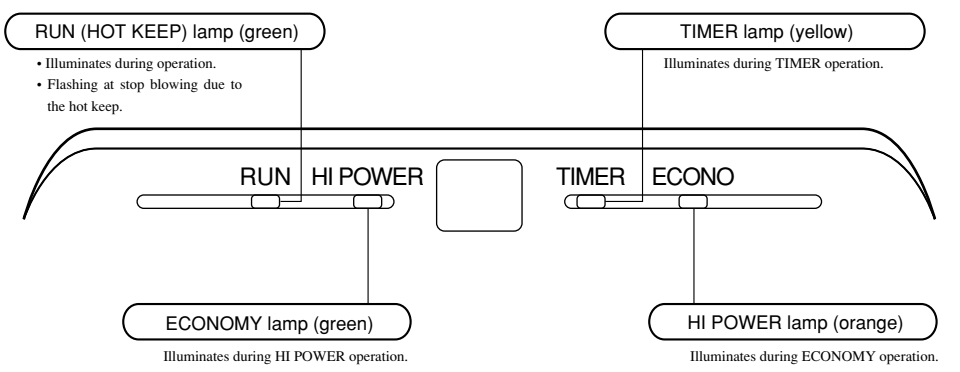 RUN (HOT KEEP) lamp (green)
• Illuminates during operation.
• Flashing at stop blowing due to
the hot keep.
TIMER lamp (yellow)
Illuminates during TIMER operation.
RUN HI POWER TIMER ECONO
ECONOMY lamp (green)
Illuminates during HI POWER operation.
HI POWER lamp (orange)
Illuminates during ECONOMY operation.